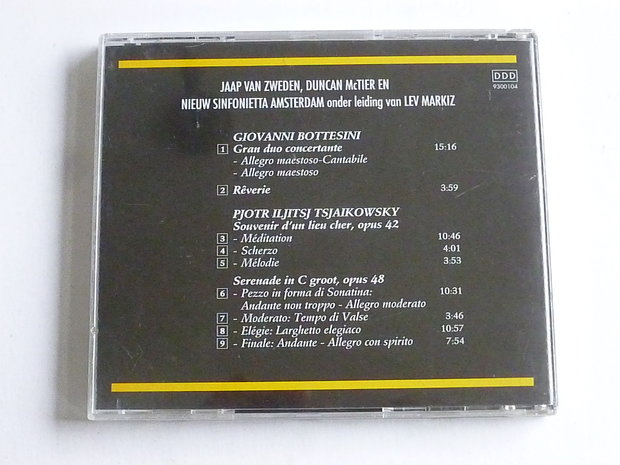 JAAP VAN ZWEDEN, DUNCAN McTIER EN
NIEUW SINFONIETTA AMSTERDAM onder leiding van LEV MARKIZ
DDD
9300104
GIOVANNI BOTTESINI
1 Gran duo concertante 15:16
- Allegro maestoso-Cantabile
- Allegro maestoso
2 Rêverie 3:59
PJOTR ILJITSJ TSJAIKOWSKY
Souvenir d'un lieu cher, opus 42
3 - Méditation 10:46
4 - Scherzo 4:01
5 - Mélodie 3:53
Serenade in C groot, opus 48
6 - Pezzo in forma di Sonatina: 10:31
Andante non troppo - Allegro moderato
7 - Moderato: Tempo di Valse 3:46
8 - Elégie: Larghetto elegiaco 10:57
9 - Finale: Andante - Allegro con spirito 7:54